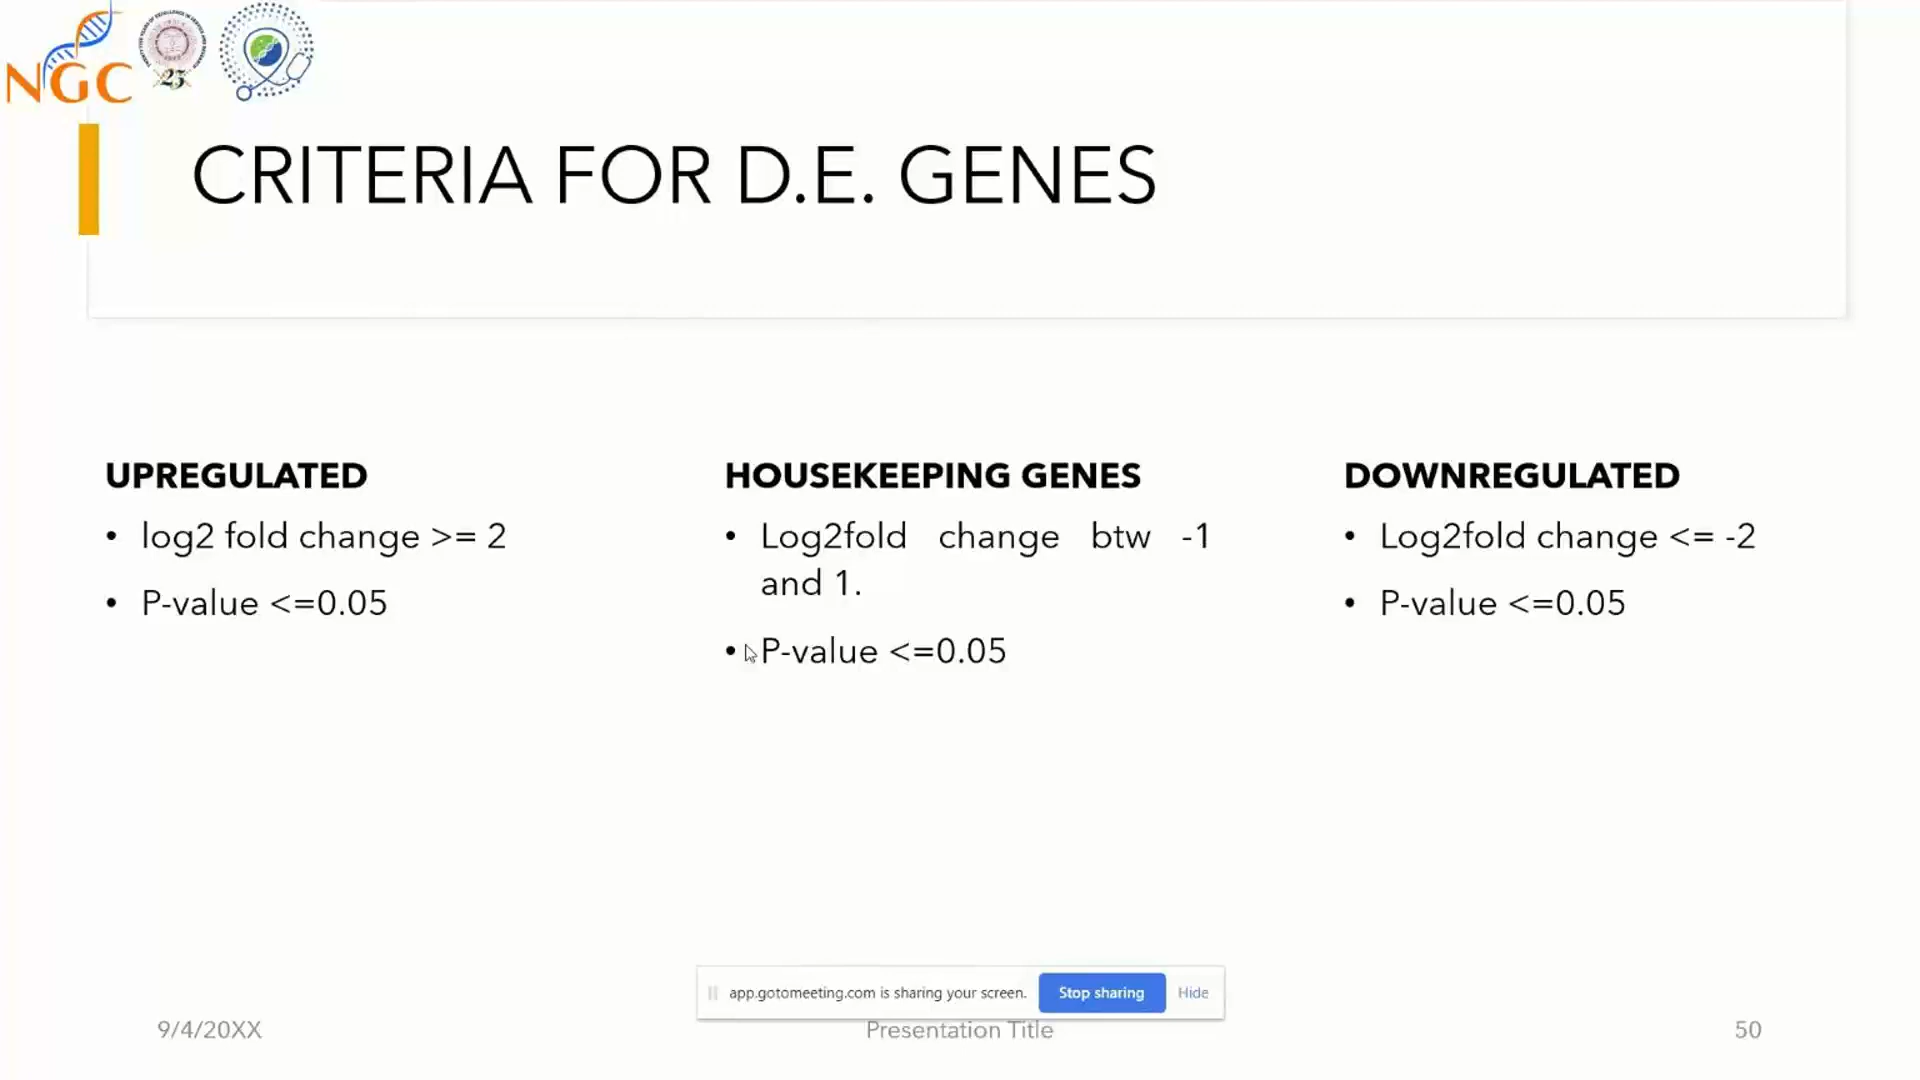 NGC
25
CRITERIA FOR D.E. GENES
UPREGULATED
• log2 fold change >= 2
• P-value <=0.05
HOUSEKEEPING GENES
• Log2fold change btw -1
and 1.
• P-value <=0.05
DOWNREGULATED
• Log2fold change <= -2
• P-value <=0.05
app.gotomeeting.com is sharing your screen.
Stop sharing
Hide
9/4/20XX
Presentation Title
50